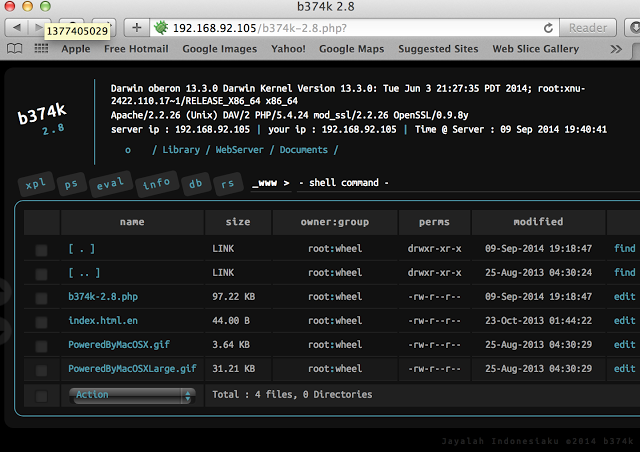 b374k 2.8
192.168.92.105/b374k-2.8.php?
Reader
1377405029
Apple Free Hotmail Google Images Yahoo! Google Maps Suggested Sites Web Slice Gallery
b374k
2.8
Darwin oberon 13.3.0 Darwin Kernel Version 13.3.0: Tue Jun 3 21:27:35 PDT 2014; root:xnu-
2422.110.17~1/RELEASE_X86_64 x86_64
Apache/2.2.26 (Unix) DAV/2 PHP/5.4.24 mod_ssl/2.2.26 OpenSSL/0.9.8y
server ip : 192.168.92.105 | your ip : 192.168.92.105 | Time @ Server : 09 Sep 2014 19:40:41
o / Library / WebServer / Documents /
xpl ps eval info db rs _www > - shell command -
name size owner:group perms modified
[ . ] LINK root:wheel drwxr-xr-x 09-Sep-2014 19:18:47 find
[ .. ] LINK root:wheel drwxr-xr-x 25-Aug-2013 04:30:24 find
b374k-2.8.php 97.22 KB root:wheel -rw-r--r-- 09-Sep-2014 19:18:47 edit
index.html.en 44.00 B root:wheel -rw-r--r-- 23-Oct-2013 01:44:22 edit
PoweredByMacOSX.gif 3.64 KB root:wheel -rw-r--r-- 25-Aug-2013 04:30:29 edit
PoweredByMacOSXLarge.gif 31.21 KB root:wheel -rw-r--r-- 25-Aug-2013 04:30:29 edit
Action Total : 4 files, 0 Directories
Jayalah Indonesiaku ©2014 b374k